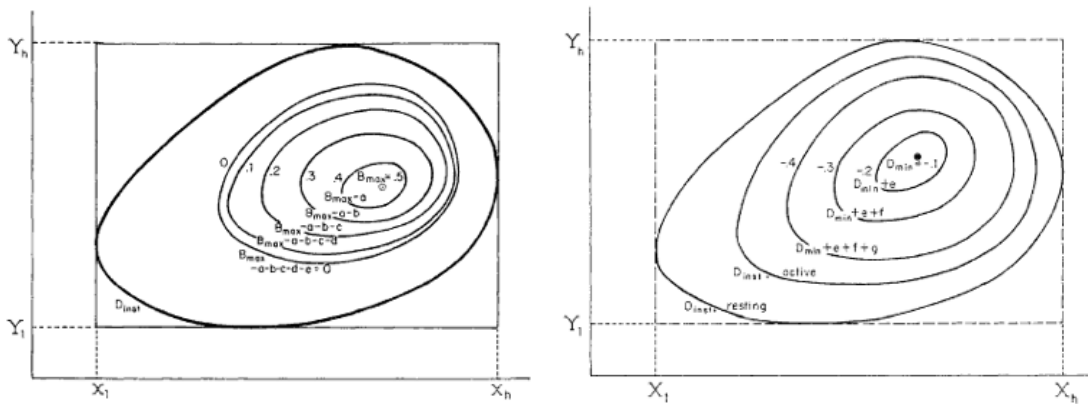 Yh
0
.1
.2
.3
.4
Bmax=.5
Bmax-a
Bmax-a-b
Bmax-a-b-c
Bmax-a-b-c-d
Bmax
-a-b-c-d-e=0
Dinst
Y1
X1
Xh
Yh
-.4
-.3
-.2
Dmin=-.1
Dmin+e
Dmin+e+f
Dmin+e+f+g
Dinst, active
Dinst, resting
Y1
X1
Xh